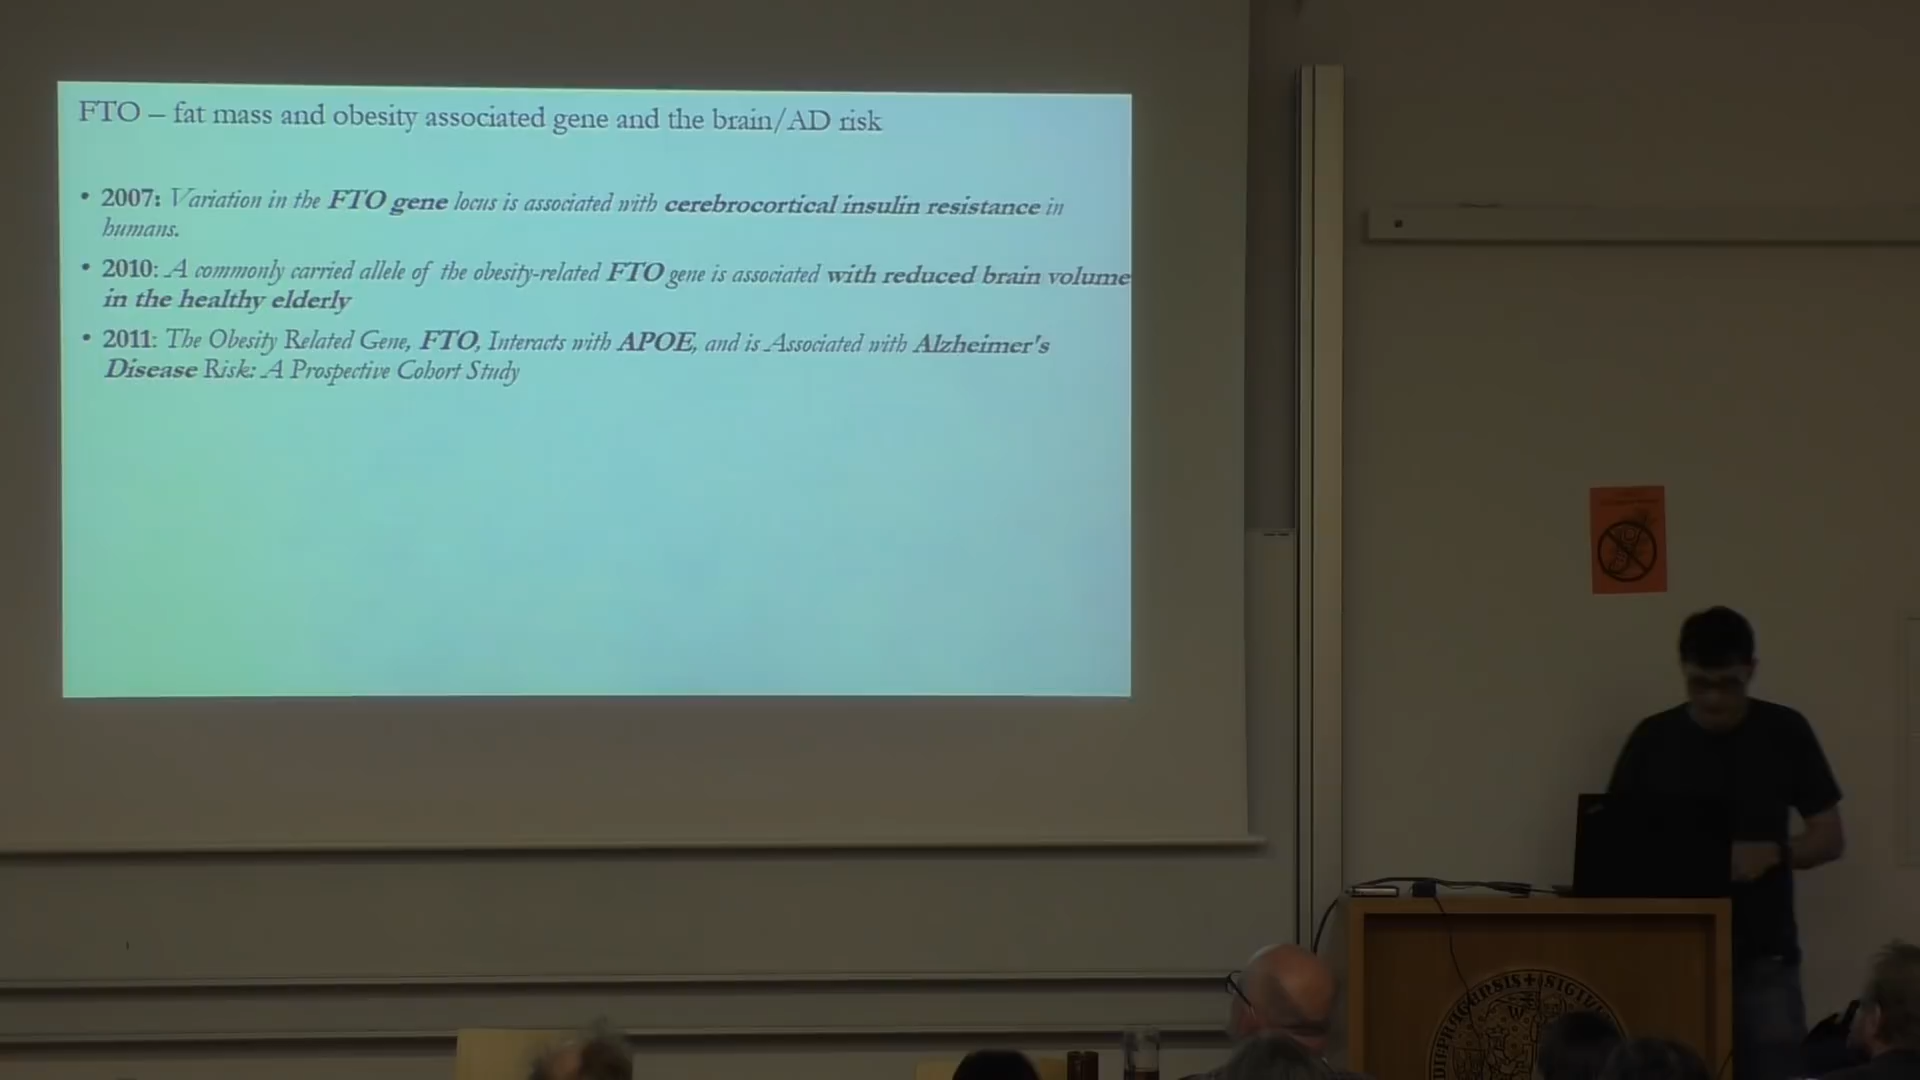 FTO – fat mass and obesity associated gene and the brain/AD risk
• 2007: Variation in the FTO gene locus is associated with cerebrocortical insulin resistance in
humans.
• 2010: A commonly carried allele of the obesity-related FTO gene is associated with reduced brain volume
in the healthy elderly
• 2011: The Obesity Related Gene, FTO, Interacts with APOE, and is Associated with Alzheimer's
Disease Risk: A Prospective Cohort Study